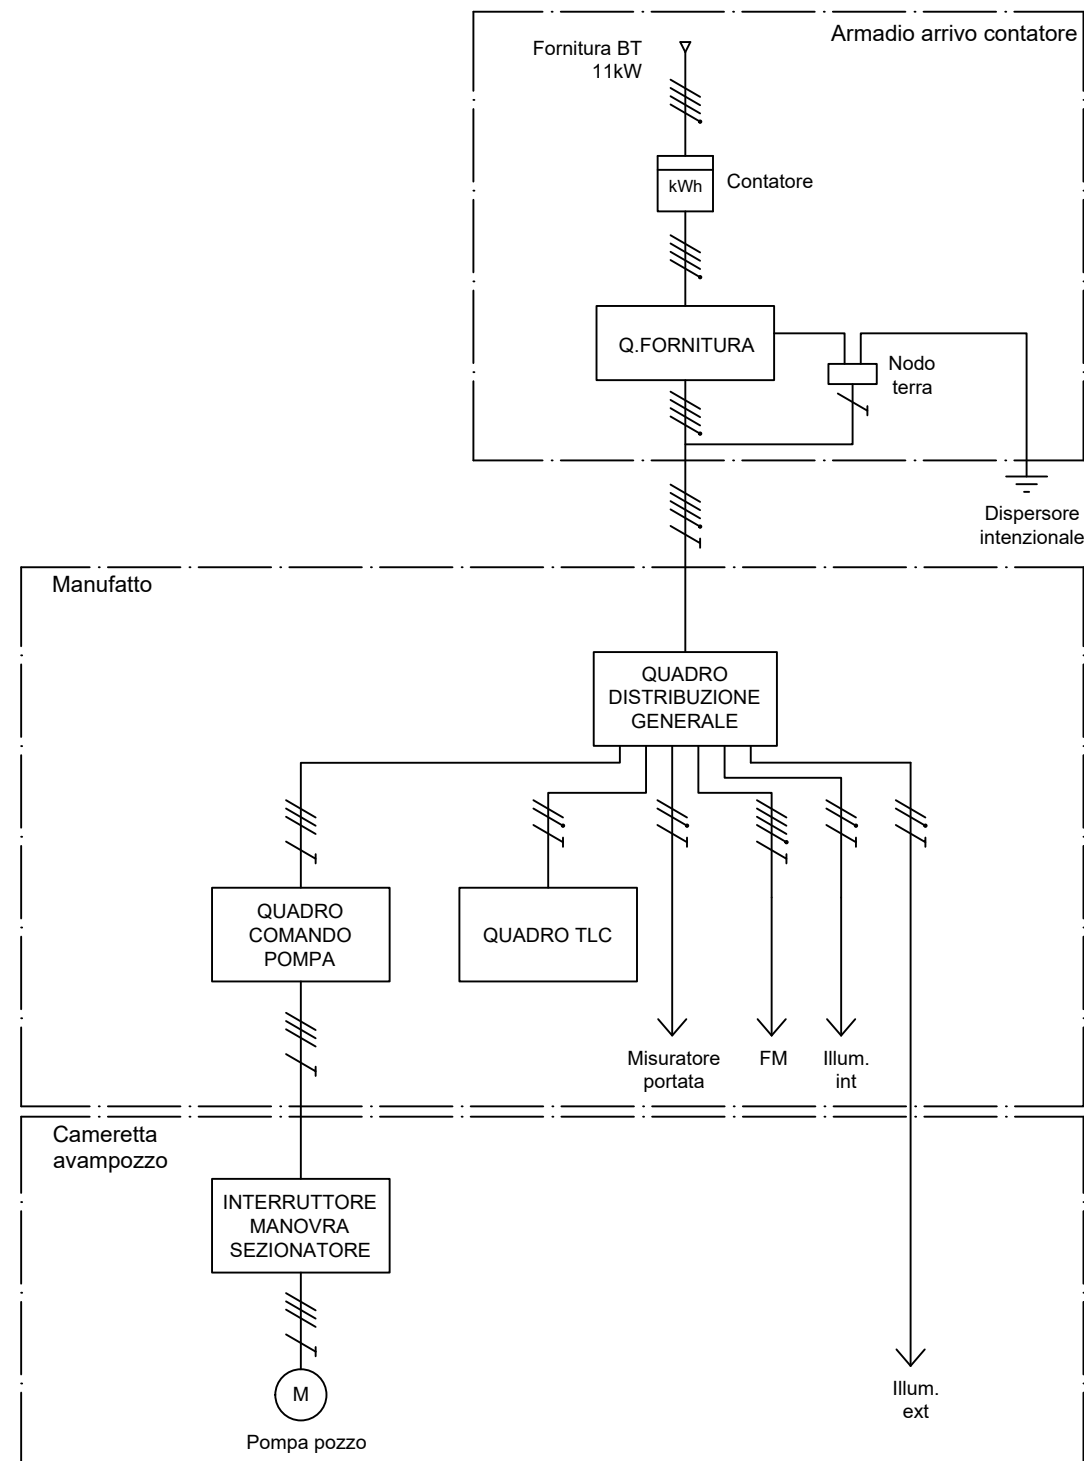 Armadio arrivo contatore
Fornitura BT
11kW
kWh
Contatore
Q.FORNITURA
Nodo
terra
Dispersore
intenzionale
Manufatto
QUADRO
DISTRIBUZIONE
GENERALE
QUADRO
COMANDO
POMPA
QUADRO TLC
Misuratore
portata
FM
Illum.
int
Cameretta
avampozzo
INTERRUTTORE
MANOVRA
SEZIONATORE
M
Pompa pozzo
Illum.
ext